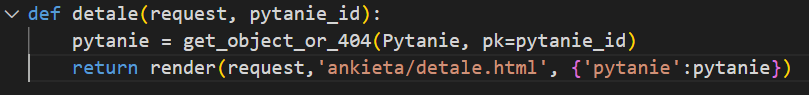 def detale(request, pytanie_id):
    pytanie = get_object_or_404(Pytanie, pk=pytanie_id)
    return render(request,'ankieta/detale.html', {'pytanie':pytanie})